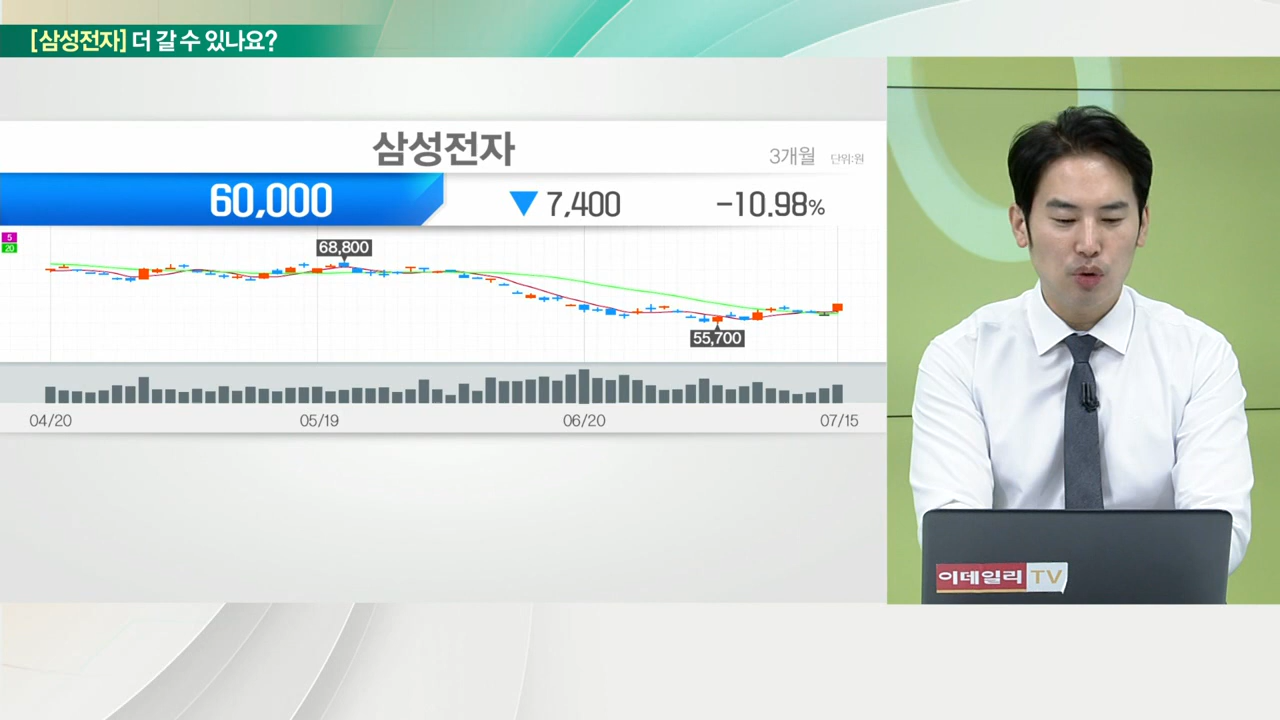 [삼성전자] 더 갈 수 있나요?
삼성전자
3개월 단위:원
60,000 ▼ 7,400 -10.98%
5
20
68,800
55,700
04/20 05/19 06/20 07/15
이데일리 TV